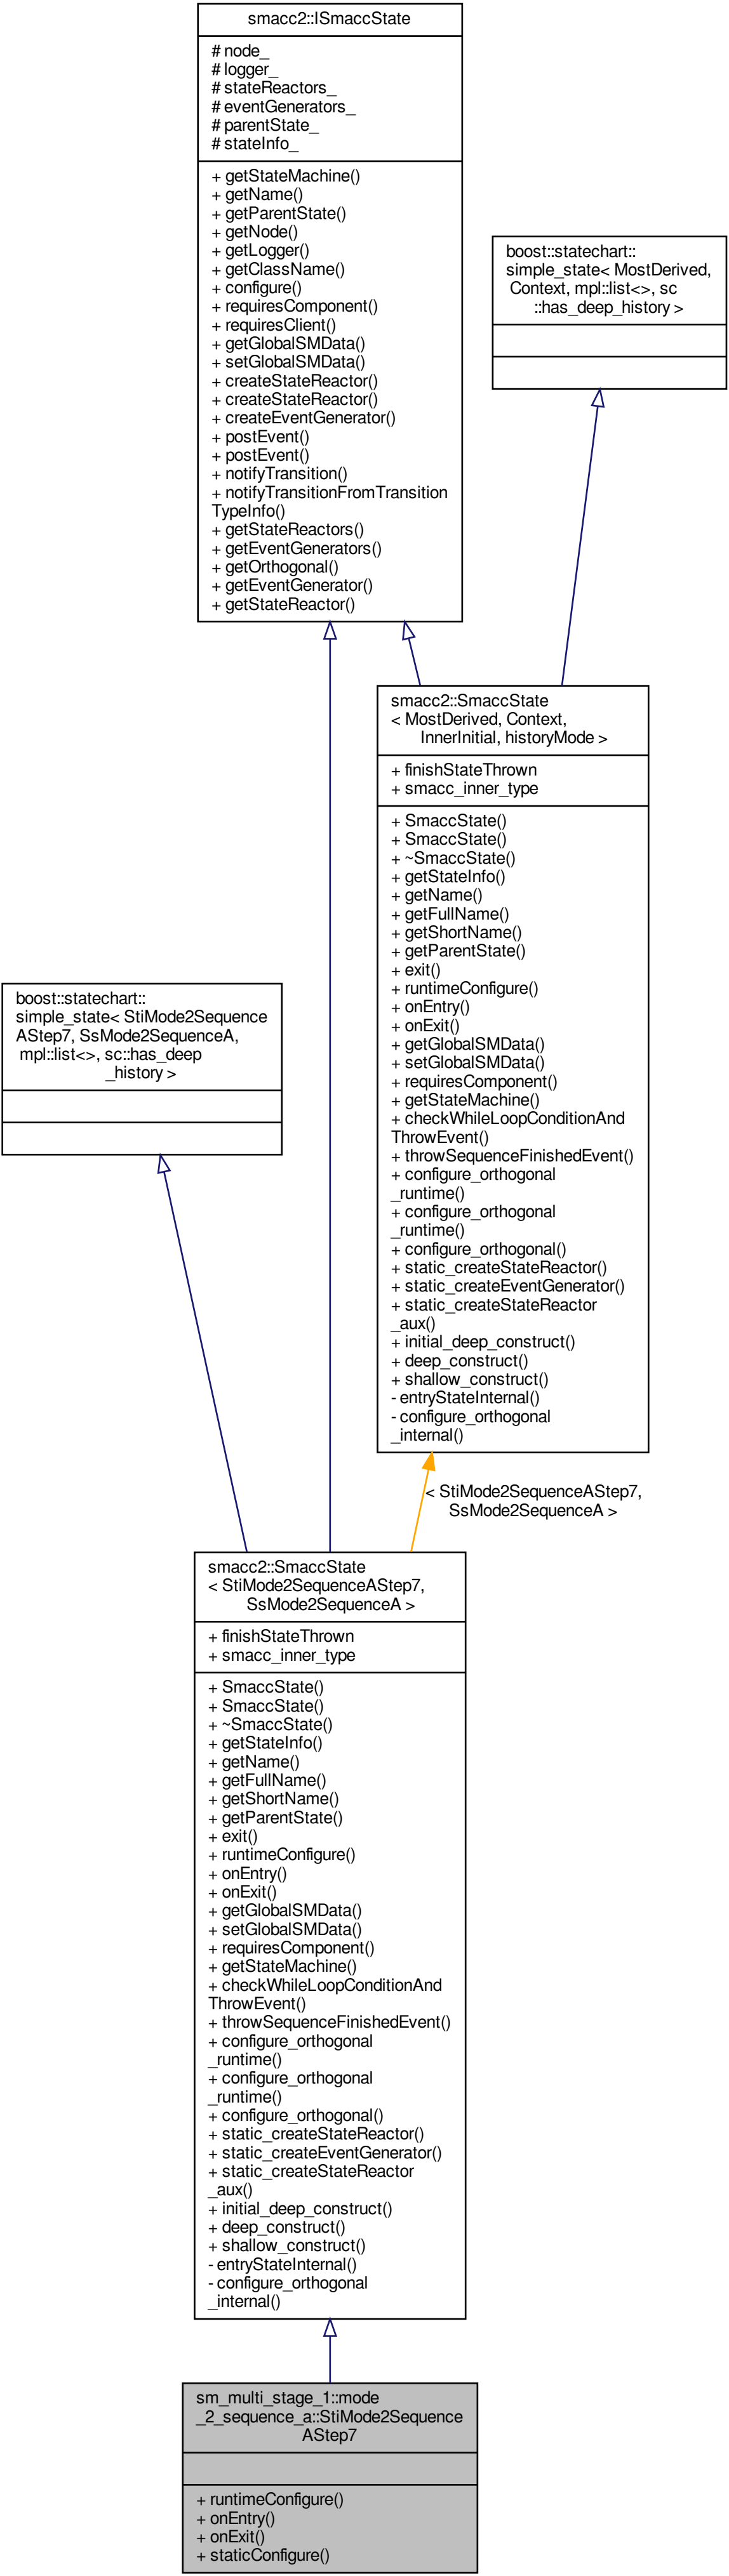 smacc2::ISmaccState
# node_
# logger_
# stateReactors_
# eventGenerators_
# parentState_
# stateInfo_
+ getStateMachine()
+ getName()
+ getParentState()
+ getNode()
+ getLogger()
+ getClassName()
+ configure()
+ requiresComponent()
+ requiresClient()
+ getGlobalSMData()
+ setGlobalSMData()
+ createStateReactor()
+ createStateReactor()
+ createEventGenerator()
+ postEvent()
+ postEvent()
+ notifyTransition()
+ notifyTransitionFromTransition
TypeInfo()
+ getStateReactors()
+ getEventGenerators()
+ getOrthogonal()
+ getEventGenerator()
+ getStateReactor()
boost::statechart::
simple_state< MostDerived,
Context, mpl::list<>, sc
::has_deep_history >
smacc2::SmaccState
< MostDerived, Context,
InnerInitial, historyMode >
+ finishStateThrown
+ smacc_inner_type
+ SmaccState()
+ SmaccState()
+ ~SmaccState()
+ getStateInfo()
+ getName()
+ getFullName()
+ getShortName()
+ getParentState()
+ exit()
+ runtimeConfigure()
+ onEntry()
+ onExit()
+ getGlobalSMData()
+ setGlobalSMData()
+ requiresComponent()
+ getStateMachine()
+ checkWhileLoopConditionAnd
ThrowEvent()
+ throwSequenceFinishedEvent()
+ configure_orthogonal
_runtime()
+ configure_orthogonal
_runtime()
+ configure_orthogonal()
+ static_createStateReactor()
+ static_createEventGenerator()
+ static_createStateReactor
_aux()
+ initial_deep_construct()
+ deep_construct()
+ shallow_construct()
- entryStateInternal()
- configure_orthogonal
_internal()
boost::statechart::
simple_state< StiMode2Sequence
AStep7, SsMode2SequenceA,
mpl::list<>, sc::has_deep
_history >
< StiMode2SequenceAStep7,
SsMode2SequenceA >
smacc2::SmaccState
< StiMode2SequenceAStep7,
SsMode2SequenceA >
+ finishStateThrown
+ smacc_inner_type
+ SmaccState()
+ SmaccState()
+ ~SmaccState()
+ getStateInfo()
+ getName()
+ getFullName()
+ getShortName()
+ getParentState()
+ exit()
+ runtimeConfigure()
+ onEntry()
+ onExit()
+ getGlobalSMData()
+ setGlobalSMData()
+ requiresComponent()
+ getStateMachine()
+ checkWhileLoopConditionAnd
ThrowEvent()
+ throwSequenceFinishedEvent()
+ configure_orthogonal
_runtime()
+ configure_orthogonal
_runtime()
+ configure_orthogonal()
+ static_createStateReactor()
+ static_createEventGenerator()
+ static_createStateReactor
_aux()
+ initial_deep_construct()
+ deep_construct()
+ shallow_construct()
- entryStateInternal()
- configure_orthogonal
_internal()
sm_multi_stage_1::mode
_2_sequence_a::StiMode2Sequence
AStep7
+ runtimeConfigure()
+ onEntry()
+ onExit()
+ staticConfigure()